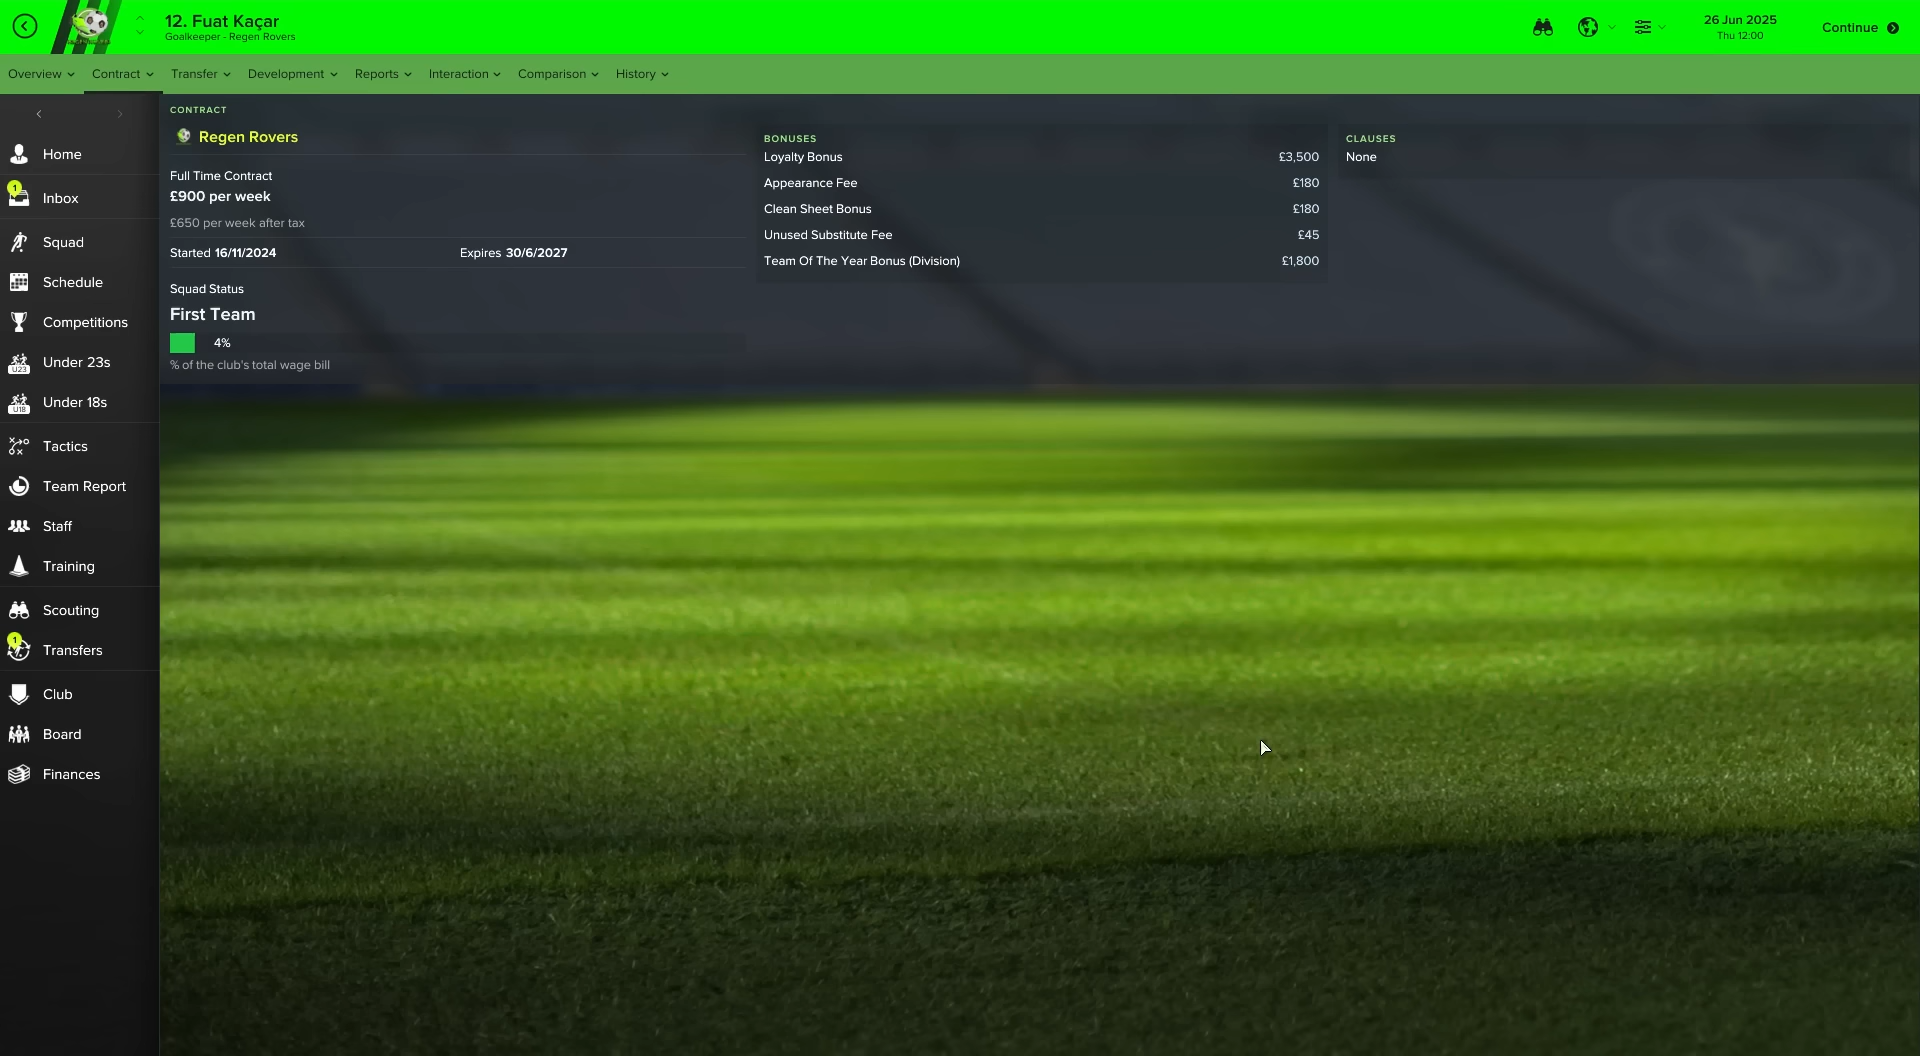 12. Fuat Kaçar
Goalkeeper - Regen Rovers
26 Jun 2025
Thu 12:00
Continue
Overview
Contract
Transfer
Development
Reports
Interaction
Comparison
History
Home
1
Inbox
Squad
Schedule
Competitions
U23
Under 23s
U18
Under 18s
Tactics
Team Report
Staff
Training
Scouting
1
Transfers
Club
Board
Finances
CONTRACT
Regen Rovers
Full Time Contract
£900 per week
£650 per week after tax
Started 16/11/2024
Expires 30/6/2027
Squad Status
First Team
4%
% of the club's total wage bill
BONUSES
Loyalty Bonus £3,500
Appearance Fee £180
Clean Sheet Bonus £180
Unused Substitute Fee £45
Team Of The Year Bonus (Division) £1,800
CLAUSES
None